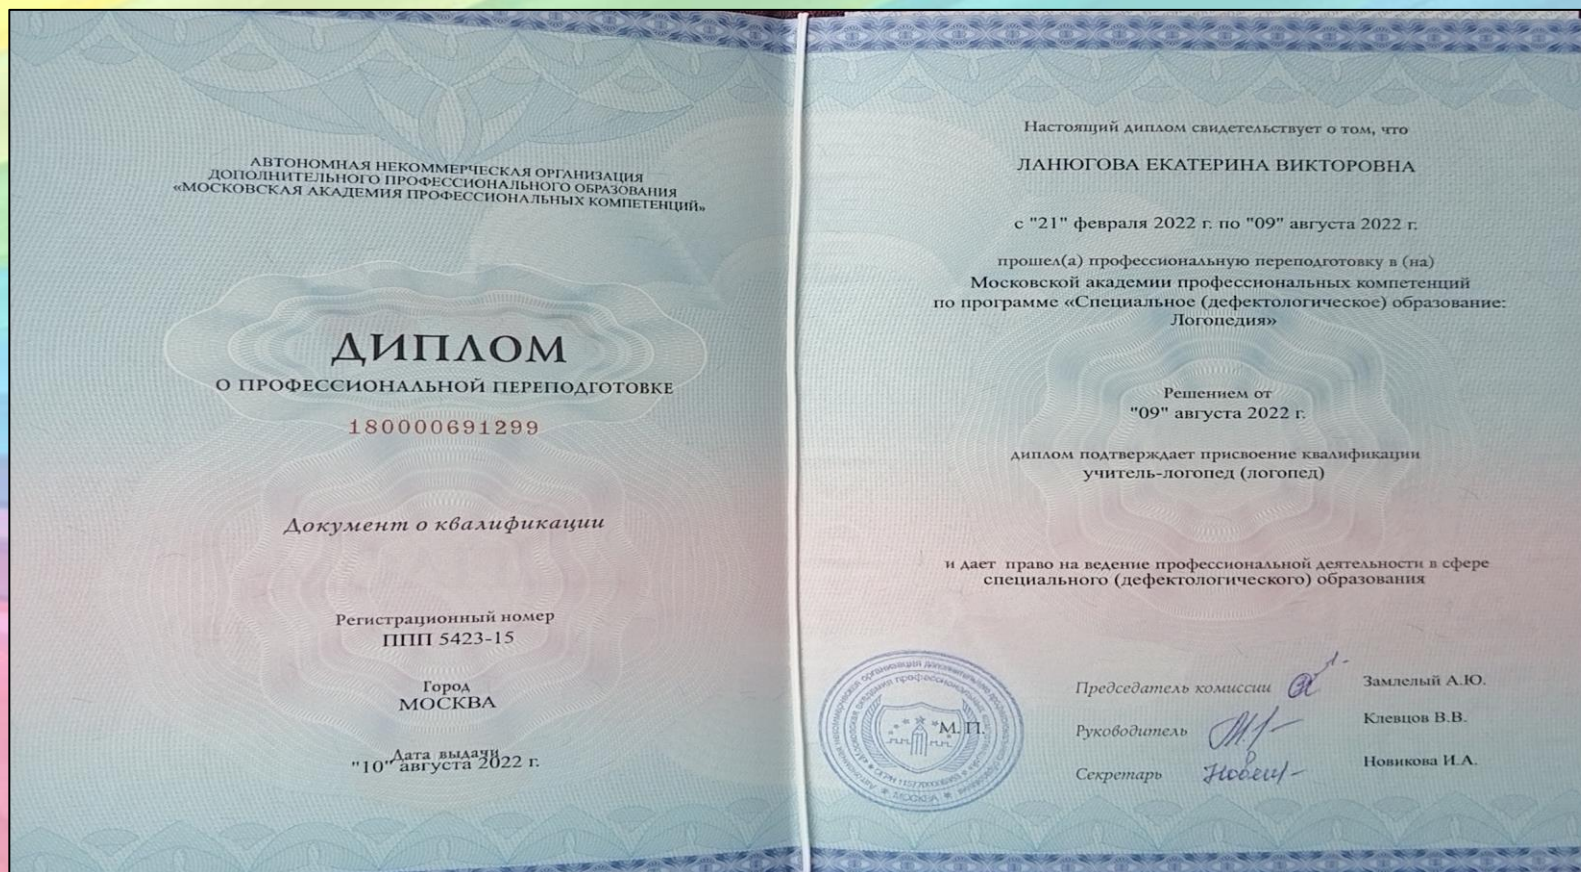 АВТОНОМНАЯ НЕКОММЕРЧЕСКАЯ ОРГАНИЗАЦИЯ
ДОПОЛНИТЕЛЬНОГО ПРОФЕССИОНАЛЬНОГО ОБРАЗОВАНИЯ
«МОСКОВСКАЯ АКАДЕМИЯ ПРОФЕССИОНАЛЬНЫХ КОМПЕТЕНЦИЙ»
ДИПЛОМ
О ПРОФЕССИОНАЛЬНОЙ ПЕРЕПОДГОТОВКЕ
180000691299
Документ о квалификации
Регистрационный номер
ППП 5423-15
Город
МОСКВА
Дата выдачи
"10" августа 2022 г.
Настоящий диплом свидетельствует о том, что
ЛАНЮГОВА ЕКАТЕРИНА ВИКТОРОВНА
с "21" февраля 2022 г. по "09" августа 2022 г.
прошел(а) профессиональную переподготовку в (на)
Московской академии профессиональных компетенций
по программе «Специальное (дефектологическое) образование:
Логопедия»
Решением от
"09" августа 2022 г.
диплом подтверждает присвоение квалификации
учитель-логопед (логопед)
и дает право на ведение профессиональной деятельности в сфере
специального (дефектологического) образования
Председатель комиссии Замлелый А.Ю.
М. П.
Руководитель Клевцов В.В.
Секретарь Новикова И.А.
МОСКВА